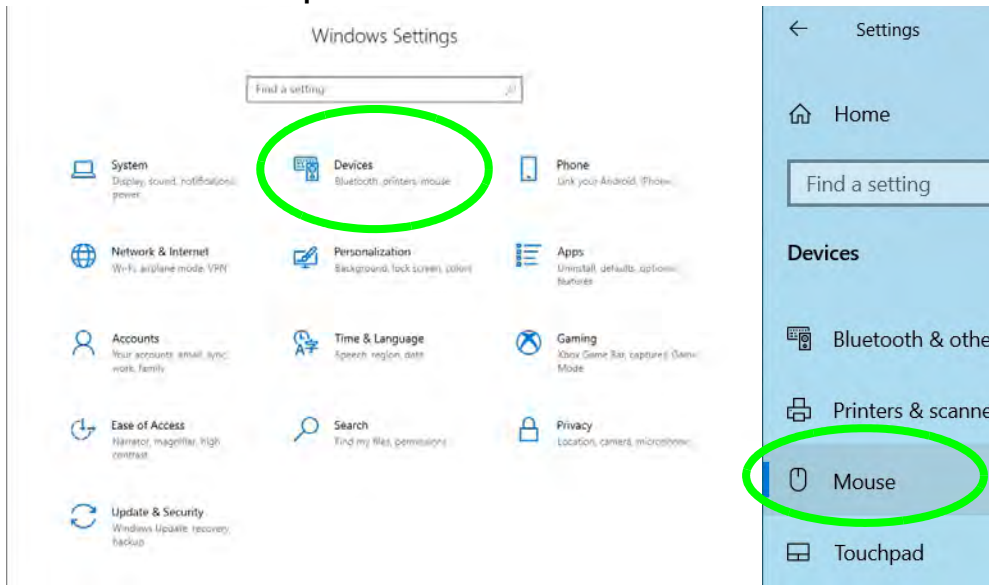 Windows Settings
Find a setting
System
Display, sound, notifications,
power
Devices
Bluetooth, printers, mouse
Phone
Link your Android, iPhone
Network & Internet
Wi-Fi, airplane mode, VPN
Personalization
Background, lock screen, colors
Apps
Uninstall, defaults, optional
features
Accounts
Your accounts, email, sync,
work, family
Time & Language
Speech, region, date
Gaming
Xbox Game Bar, captures, Game
Mode
Ease of Access
Narrator, magnifier, high
contrast
Search
Find my files, permissions
Privacy
Location, camera, microphone
Update & Security
Windows Update, recovery,
backup
Settings
Home
Find a setting
Devices
Bluetooth & othe
Printers & scanne
Mouse
Touchpad